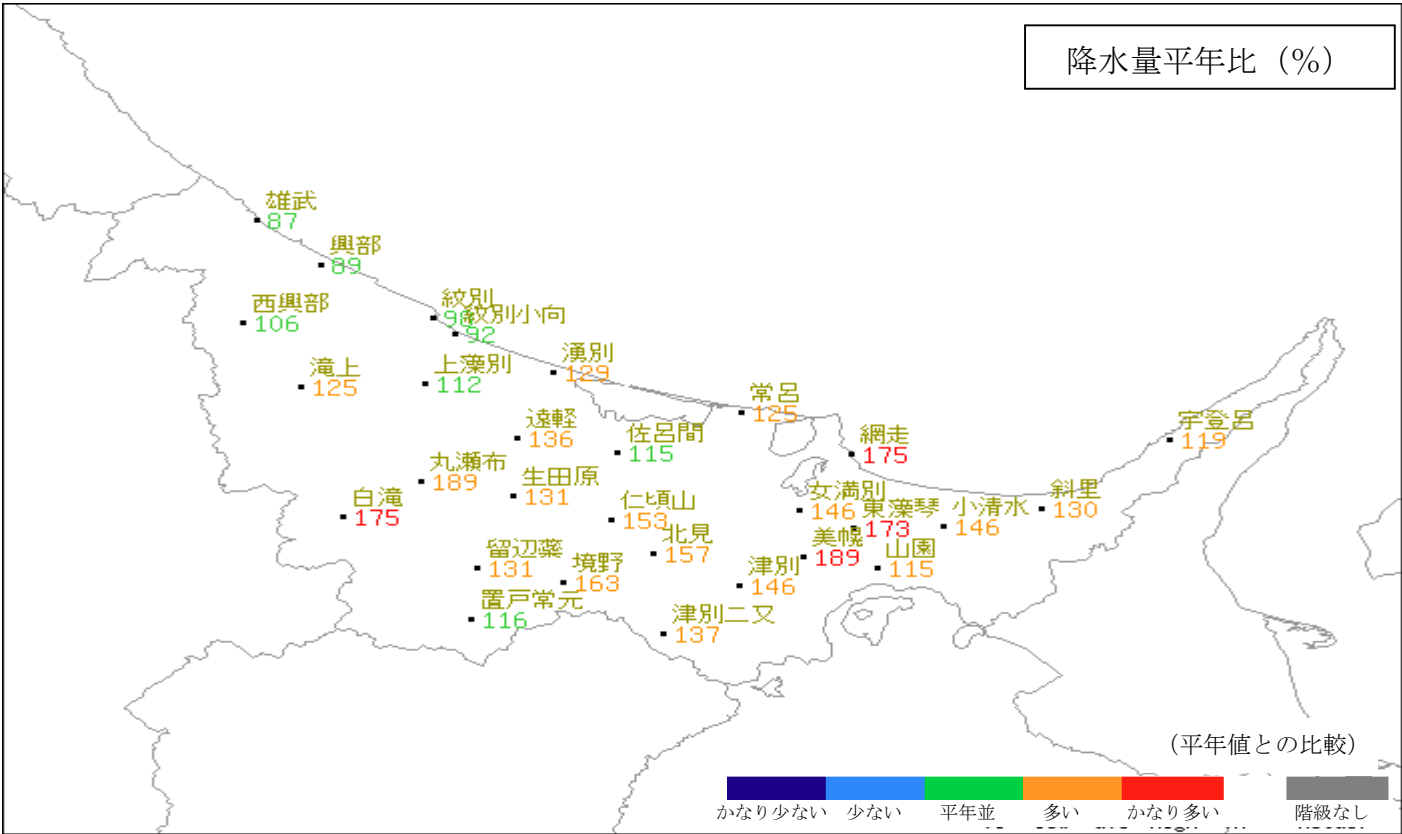 降水量平年比（%）
雄武
87
興部
89
西興部
106
紋別
98
紋別小向
92
滝上
125
上藻別
112
湧別
129
常呂
125
遠軽
136
佐呂間
115
網走
175
宇登呂
119
丸瀬布
189
生田原
131
白滝
175
仁頃山
153
女満別
146
東藻琴
173
小清水
146
斜里
130
北見
157
美幌
189
山園
115
留辺蘂
131
境野
163
津別
146
置戸常元
116
津別二又
137
（平年値との比較）
かなり少ない 少ない 平年並 多い かなり多い 階級なし